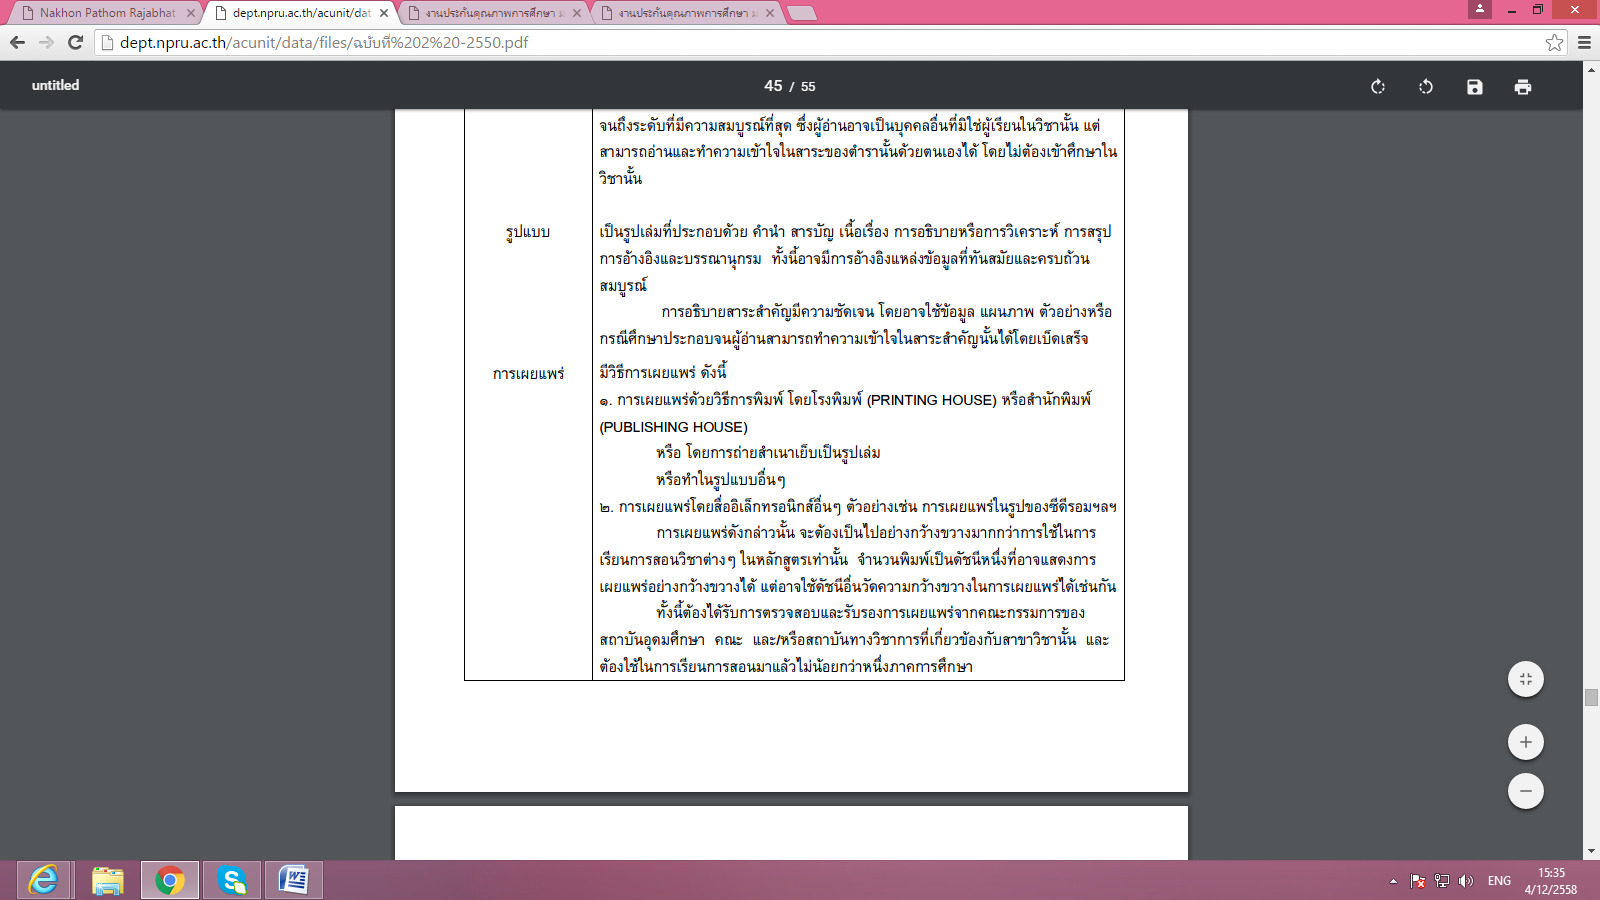 Nakhon Pathom Rajabhat
dept.npru.ac.th/acunit/dat
งานประกันคุณภาพการศึกษา ม
งานประกันคุณภาพการศึกษา ม
dept.npru.ac.th/acunit/data/files/ฉบับที่%202%20-2550.pdf
untitled
45 / 55
จนถึงระดับที่มีความสมบูรณ์ที่สุด ซึ่งผู้อ่านอาจเป็นบุคคลอื่นที่มิใช่ผู้เรียนในวิชานั้น แต่
สามารถอ่านและทำความเข้าใจในสาระของตำรานั้นด้วยตนเองได้ โดยไม่ต้องเข้าศึกษาใน
วิชานั้น
รูปแบบ
เป็นรูปเล่มที่ประกอบด้วย คำนำ สารบัญ เนื้อเรื่อง การอธิบายหรือการวิเคราะห์ การสรุป
การอ้างอิงและบรรณานุกรม ทั้งนี้อาจมีการอ้างอิงแหล่งข้อมูลที่ทันสมัยและครบถ้วน
สมบูรณ์
การอธิบายสาระสำคัญมีความชัดเจน โดยอาจใช้ข้อมูล แผนภาพ ตัวอย่างหรือ
กรณีศึกษาประกอบจนผู้อ่านสามารถทำความเข้าใจในสาระสำคัญนั้นได้โดยเบ็ดเสร็จ
การเผยแพร่
มีวิธีการเผยแพร่ ดังนี้
๑. การเผยแพร่ด้วยวิธีการพิมพ์ โดยโรงพิมพ์ (PRINTING HOUSE) หรือสำนักพิมพ์
(PUBLISHING HOUSE)
หรือ โดยการถ่ายสำเนาเย็บเป็นรูปเล่ม
หรือทำในรูปแบบอื่นๆ
๒. การเผยแพร่โดยสื่ออิเล็กทรอนิกส์อื่นๆ ตัวอย่างเช่น การเผยแพร่ในรูปของซีดีรอมฯลฯ
การเผยแพร่ดังกล่าวนั้น จะต้องเป็นไปอย่างกว้างขวางมากกว่าการใช้ในการ
เรียนการสอนวิชาต่างๆ ในหลักสูตรเท่านั้น จำนวนพิมพ์เป็นดัชนีหนึ่งที่อาจแสดงการ
เผยแพร่อย่างกว้างขวางได้ แต่อาจใช้ดัชนีอื่นวัดความกว้างขวางในการเผยแพร่ได้เช่นกัน
ทั้งนี้ต้องได้รับการตรวจสอบและรับรองการเผยแพร่จากคณะกรรมการของ
สถาบันอุดมศึกษา คณะ และ/หรือสถาบันทางวิชาการที่เกี่ยวข้องกับสาขาวิชานั้น และ
ต้องใช้ในการเรียนการสอนมาแล้วไม่น้อยกว่าหนึ่งภาคการศึกษา
ENG
15:35
4/12/2558